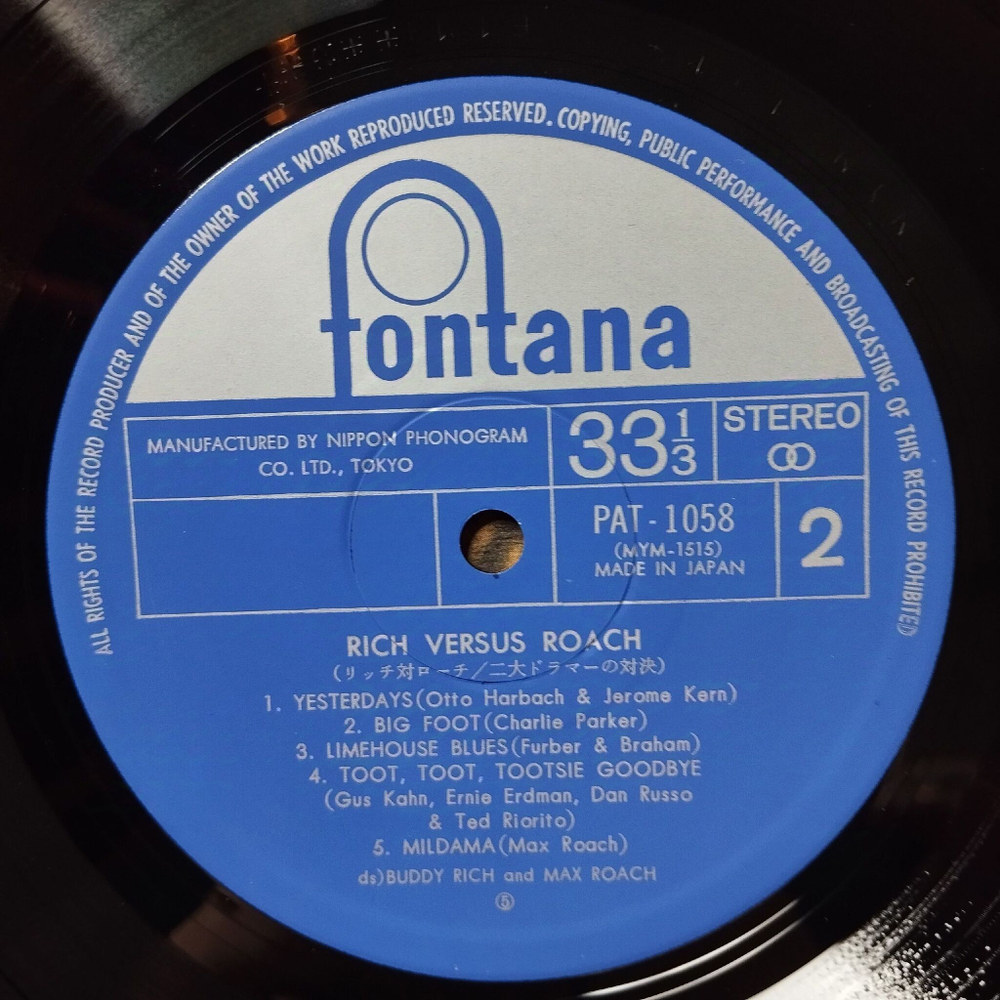 ALL RIGHTS OF THE RECORD PRODUCER AND OF THE OWNER OF THE WORK REPRODUCED RESERVED. COPYING, PUBLIC PERFORMANCE AND BROADCASTING OF THIS RECORD PROHIBITED
fontana
MANUFACTURED BY NIPPON PHONOGRAM
CO. LTD., TOKYO
33 1/3
STEREO
PAT-1058
(MYM-1515)
MADE IN JAPAN
2
RICH VERSUS ROACH
(リッチ対ローチ/二大ドラマーの対決)
1. YESTERDAYS(Otto Harbach & Jerome Kern)
2. BIG FOOT(Charlie Parker)
3. LIMEHOUSE BLUES(Furber & Braham)
4. TOOT, TOOT, TOOTSIE GOODBYE
(Gus Kahn, Ernie Erdman, Dan Russo
& Ted Riorito)
5. MILDAMA(Max Roach)
ds)BUDDY RICH and MAX ROACH
⑤